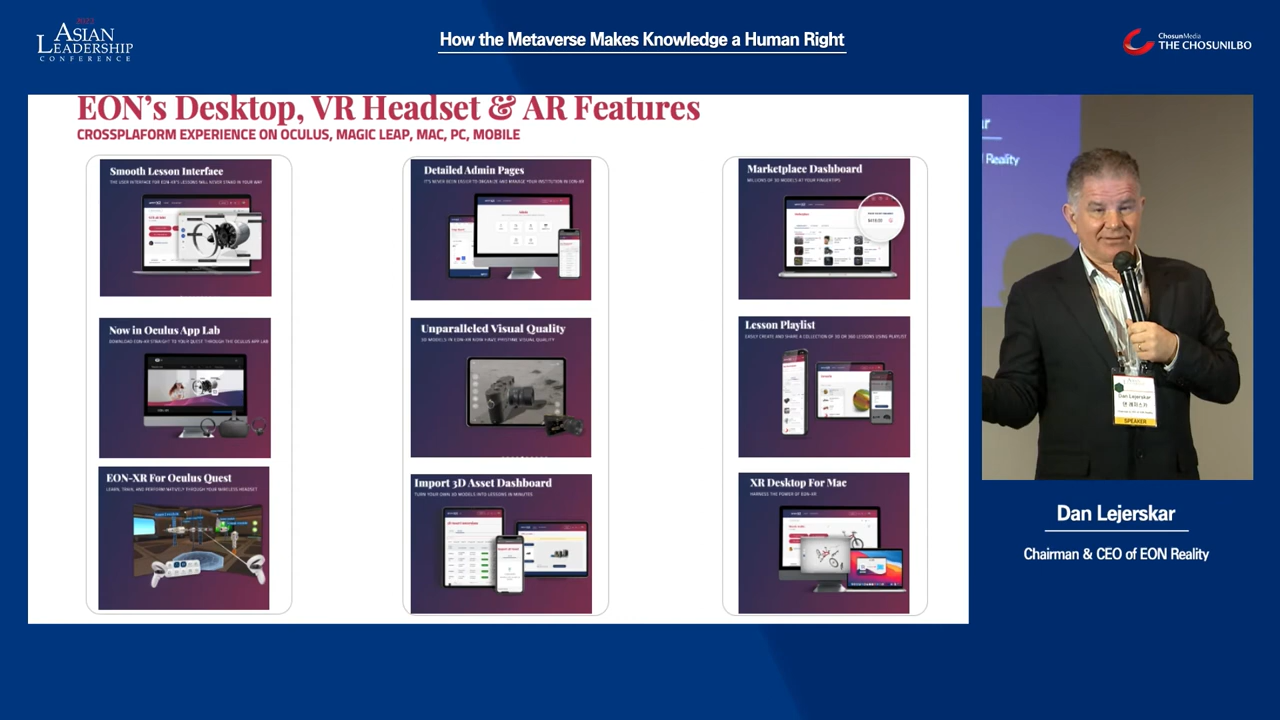 2022
ASIAN
LEADERSHIP
CONFERENCE
How the Metaverse Makes Knowledge a Human Right
ChosunMedia
THE CHOSUNILBO
EON's Desktop, VR Headset & AR Features
CROSSPLAFORM EXPERIENCE ON OCULUS, MAGIC LEAP, MAC, PC, MOBILE
Smooth Lesson Interface
THE USER INTERFACE FOR EON-XR'S LESSONS WILL NEVER STAND IN YOUR WAY
Detailed Admin Pages
IT'S NEVER BEEN EASIER TO ORGANIZE AND MANAGE YOUR INSTITUTION IN EON-XR
Marketplace Dashboard
MILLIONS OF 3D MODELS AT YOUR FINGERTIPS
Now in Oculus App Lab
DOWNLOAD EON-XR STRAIGHT TO YOUR QUEST THROUGH THE OCULUS APP LAB
Unparalleled Visual Quality
3D MODELS IN EON-XR NOW HAVE PRISTINE VISUAL QUALITY
Lesson Playlist
EASILY CREATE AND SHARE A COLLECTION OF 3D OR 360 LESSONS USING PLAYLIST
EON-XR For Oculus Quest
LEARN, TRAIN, AND PERFORM NATIVELY THROUGH YOUR WIRELESS HEADSET
Import 3D Asset Dashboard
TURN YOUR OWN 3D MODELS INTO LESSONS IN MINUTES
XR Desktop For Mac
HARNESS THE POWER OF EON-XR
Reality
Dan Lejerskar
SPEAKER
Dan Lejerskar
Chairman & CEO of EON Reality